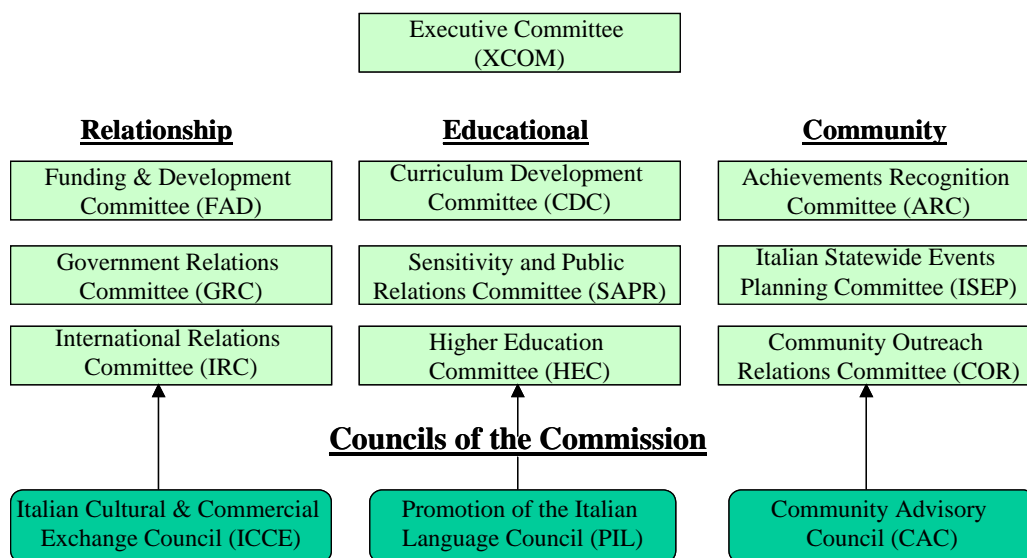 Executive Committee
(XCOM)
Relationship
Educational
Community
Funding & Development
Committee (FAD)
Curriculum Development
Committee (CDC)
Achievements Recognition
Committee (ARC)
Government Relations
Committee (GRC)
Sensitivity and Public
Relations Committee (SAPR)
Italian Statewide Events
Planning Committee (ISEP)
International Relations
Committee (IRC)
Higher Education
Committee (HEC)
Community Outreach
Relations Committee (COR)
Councils of the Commission
Italian Cultural & Commercial
Exchange Council (ICCE)
Promotion of the Italian
Language Council (PIL)
Community Advisory
Council (CAC)